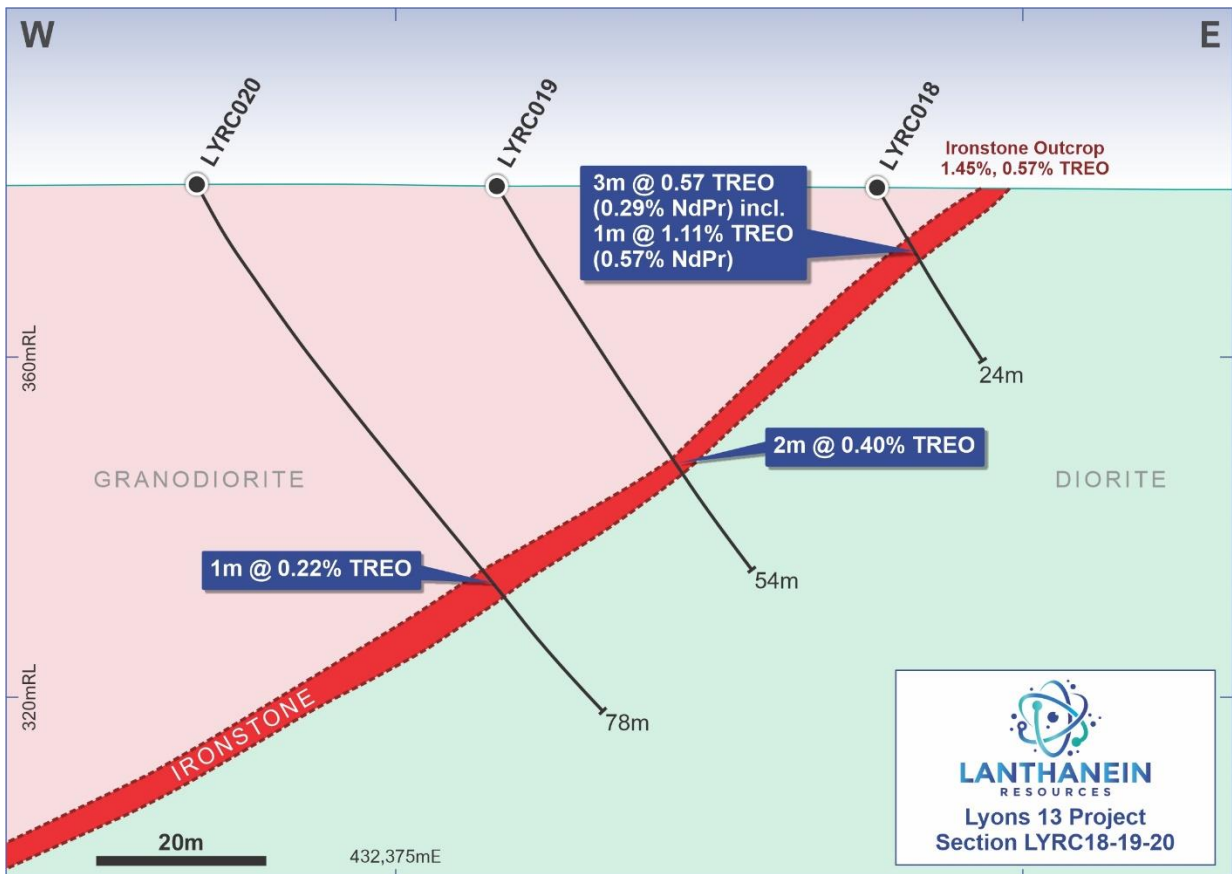 W
E
LYRC020
LYRC019
LYRC018
Ironstone Outcrop
1.45%, 0.57% TREO
3m @ 0.57 TREO
(0.29% NdPr) incl.
1m @ 1.11% TREO
(0.57% NdPr)
360mRL
24m
2m @ 0.40% TREO
GRANODIORITE
DIORITE
1m @ 0.22% TREO
54m
320mRL
78m
IRONSTONE
20m
432,375mE
LANTHANEIN
RESOURCES
Lyons 13 Project
Section LYRC18-19-20